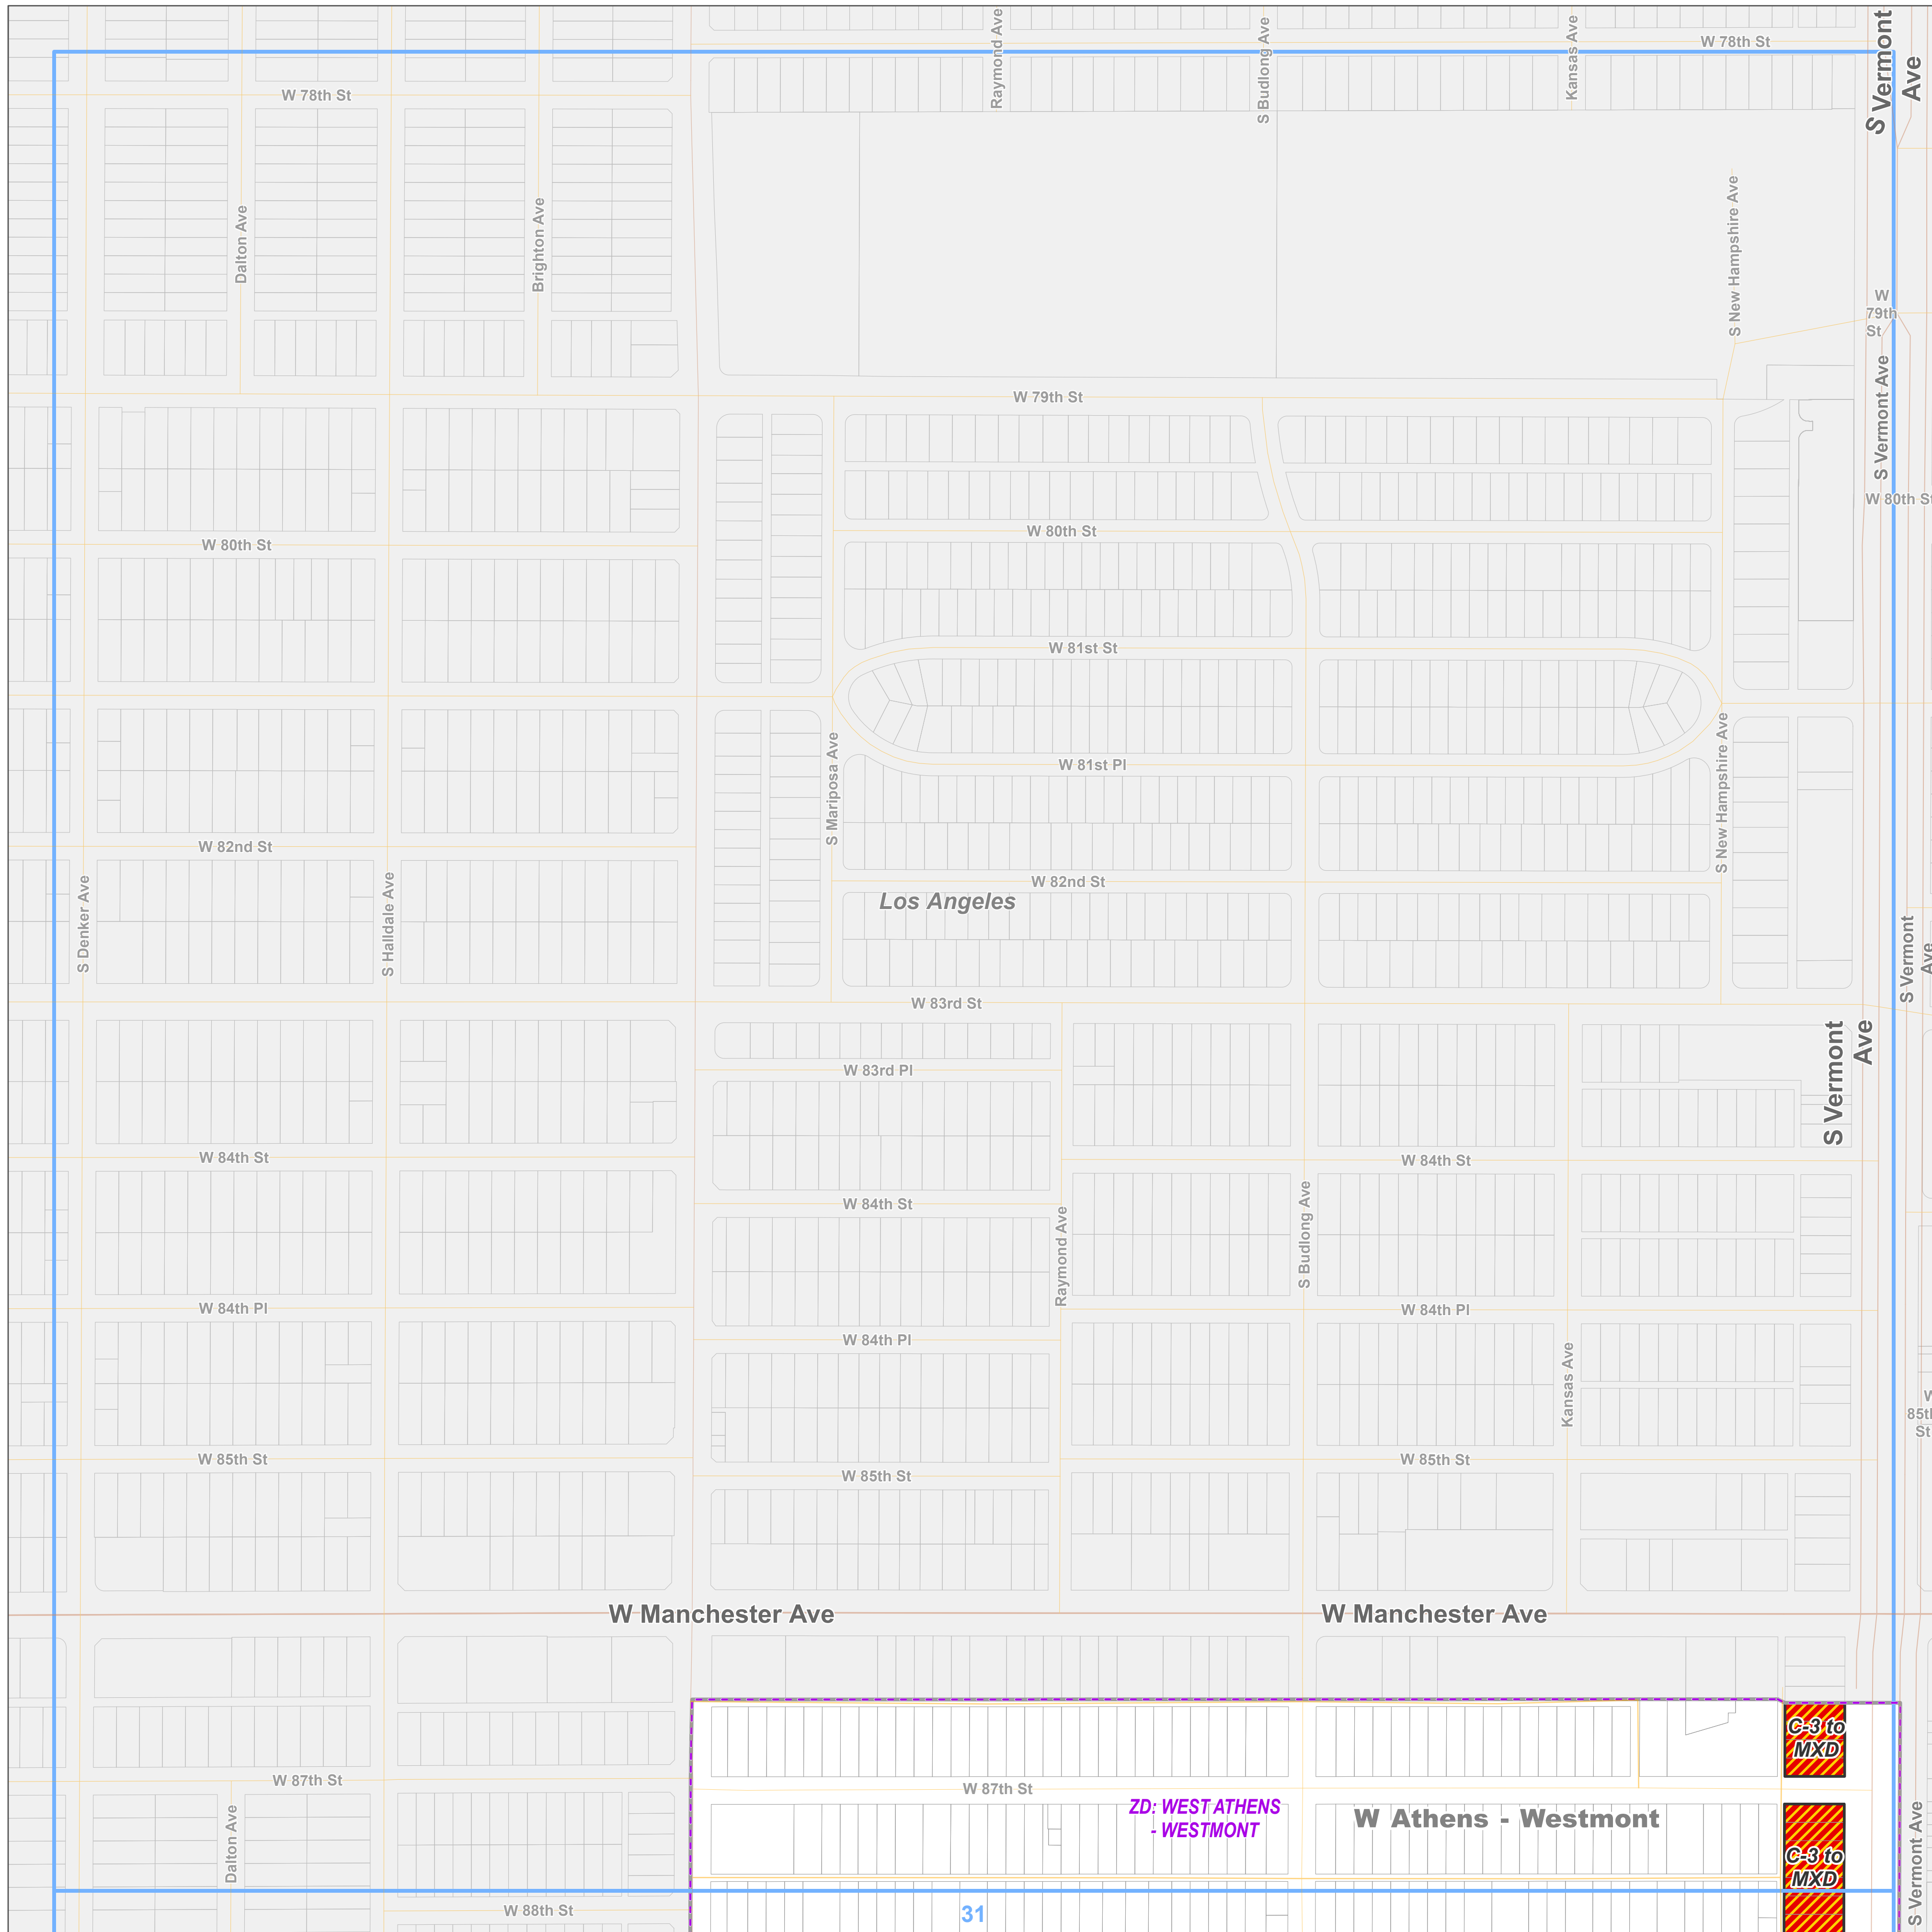 Raymond Ave
S Budlong Ave
Kansas Ave
W 78th St
S Vermont
Ave
W 78th St
Dalton Ave
Brighton Ave
S New Hampshire Ave
W
79th
St
W 79th St
S Vermont Ave
W 80th St
W 80th St
W 80th St
W 81st St
W 81st Pl
S Mariposa Ave
S New Hampshire Ave
W 82nd St
W 82nd St
Los Angeles
S Denker Ave
S Halldale Ave
S Vermont
Ave
W 83rd St
S Vermont
Ave
W 83rd Pl
W 84th St
W 84th St
W 84th St
Raymond Ave
S Budlong Ave
W 84th Pl
W 84th Pl
W 84th Pl
Kansas Ave
W
85th
St
W 85th St
W 85th St
W 85th St
W Manchester Ave
W Manchester Ave
C-3 to
MXD
W 87th St
W 87th St
ZD: WEST ATHENS
- WESTMONT
W Athens - Westmont
Dalton Ave
C-3 to
MXD
S Vermont Ave
W 88th St
31